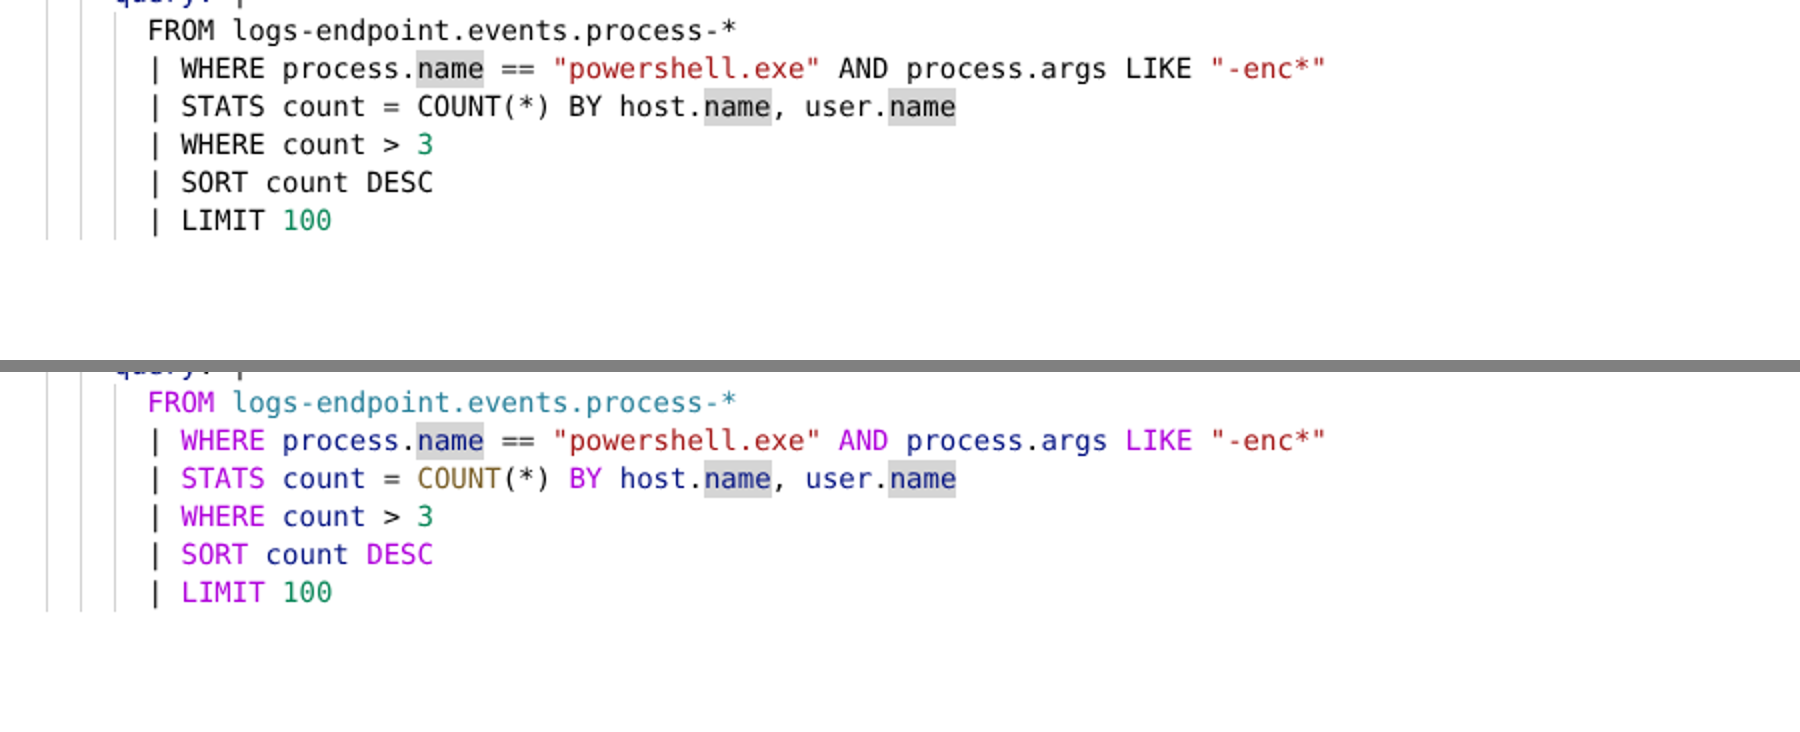 query: |
FROM logs-endpoint.events.process-*
| WHERE process.name == "powershell.exe" AND process.args LIKE "-enc*"
| STATS count = COUNT(*) BY host.name, user.name
| WHERE count > 3
| SORT count DESC
| LIMIT 100
query: |
FROM logs-endpoint.events.process-*
| WHERE process.name == "powershell.exe" AND process.args LIKE "-enc*"
| STATS count = COUNT(*) BY host.name, user.name
| WHERE count > 3
| SORT count DESC
| LIMIT 100